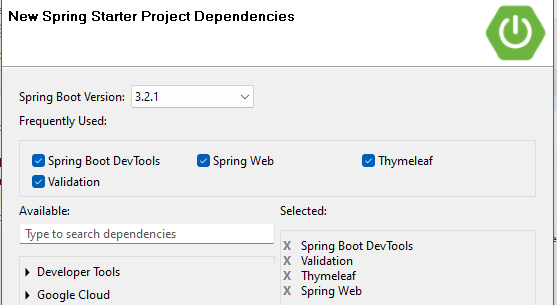 New Spring Starter Project Dependencies
Spring Boot Version: 3.2.1
Frequently Used:
Spring Boot DevTools Spring Web Thymeleaf
Validation
Available: Selected:
Type to search dependencies
X Spring Boot DevTools
X Validation
Developer Tools X Thymeleaf
Google Cloud X Spring Web